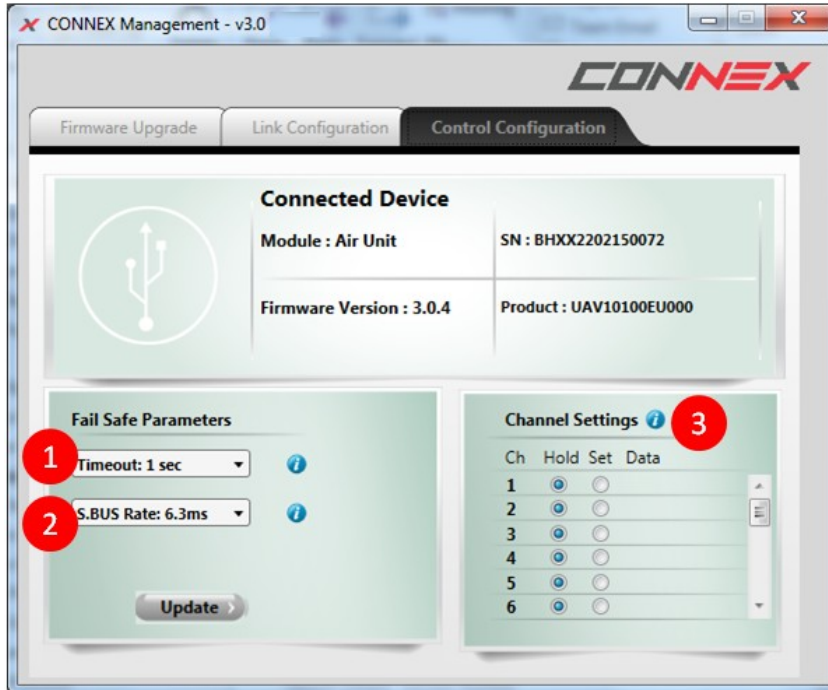 CONNEX Management - v3.0
CONNEX
Firmware Upgrade
Link Configuration
Control Configuration
Connected Device
Module : Air Unit
SN : BHXX2202150072
Firmware Version : 3.0.4
Product : UAV10100EU000
Fail Safe Parameters
1
Timeout: 1 sec
2
S.BUS Rate: 6.3ms
Update
Channel Settings
3
Ch Hold Set Data
1
2
3
4
5
6